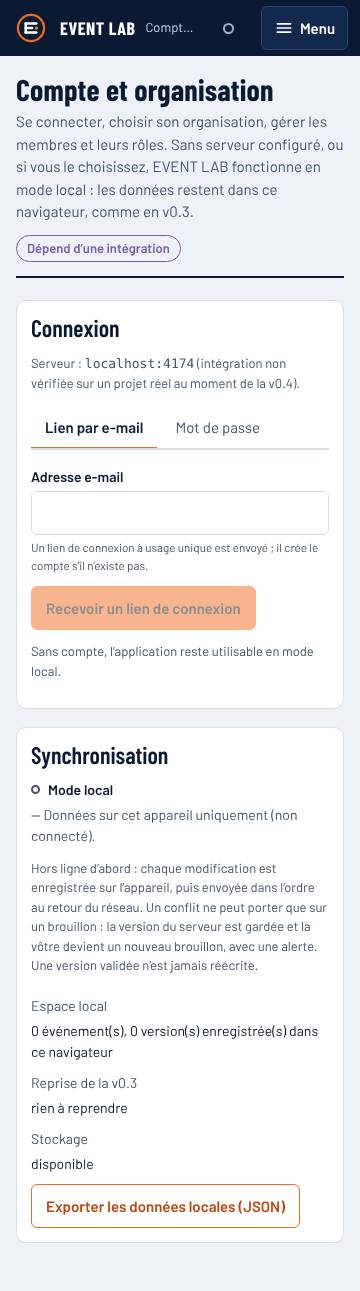 EVENT LAB Compt... Menu
Compte et organisation
Se connecter, choisir son organisation, gérer les
membres et leurs rôles. Sans serveur configuré, ou
si vous le choisissez, EVENT LAB fonctionne en
mode local : les données restent dans ce
navigateur, comme en v0.3.
Dépend d'une intégration
Connexion
Serveur : localhost:4174 (intégration non
vérifiée sur un projet réel au moment de la v0.4).
Lien par e-mail Mot de passe
Adresse e-mail
Un lien de connexion à usage unique est envoyé ; il crée le
compte s'il n'existe pas.
Recevoir un lien de connexion
Sans compte, l'application reste utilisable en mode
local.
Synchronisation
Mode local
— Données sur cet appareil uniquement (non
connecté).
Hors ligne d'abord : chaque modification est
enregistrée sur l'appareil, puis envoyée dans l'ordre
au retour du réseau. Un conflit ne peut porter que sur
un brouillon : la version du serveur est gardée et la
vôtre devient un nouveau brouillon, avec une alerte.
Une version validée n'est jamais réécrite.
Espace local
0 événement(s), 0 version(s) enregistrée(s) dans
ce navigateur
Reprise de la v0.3
rien à reprendre
Stockage
disponible
Exporter les données locales (JSON)